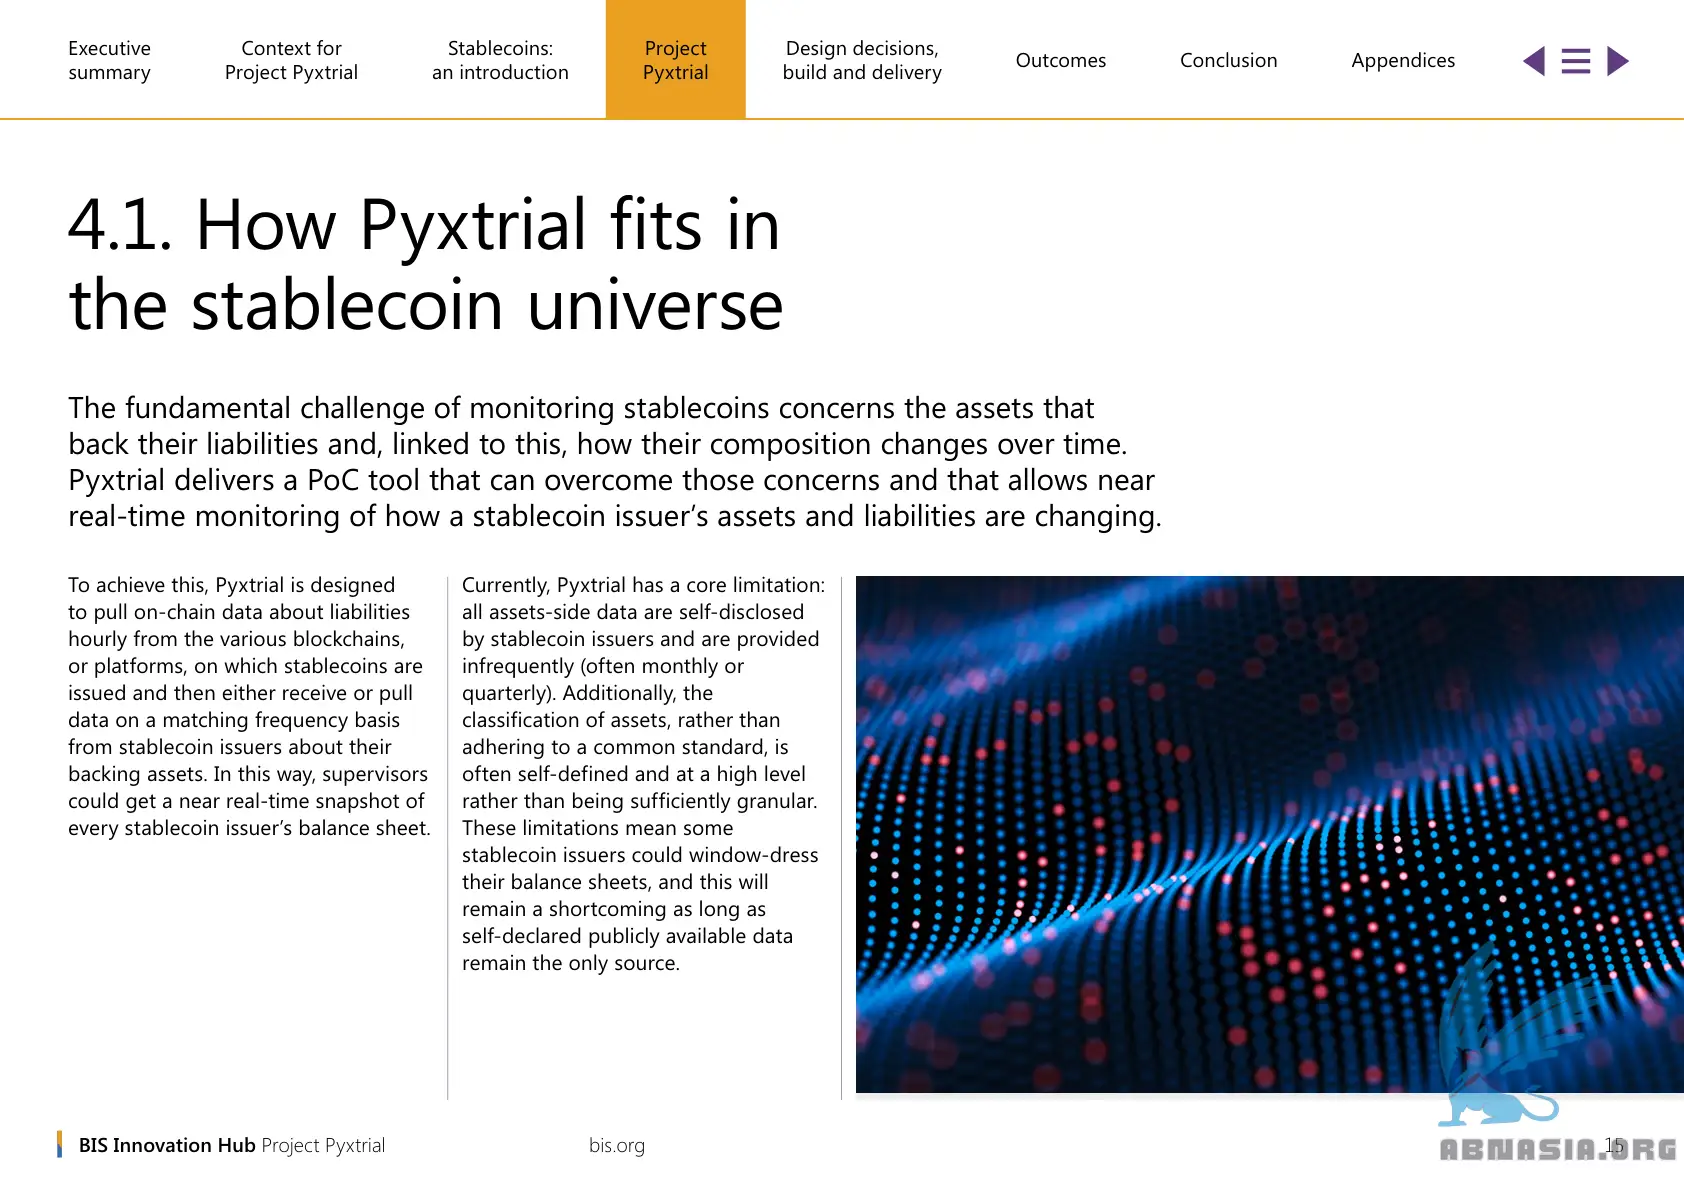 Executive
summary
Context for
Project Pyxtrial
Stablecoins:
an introduction
Project
Pyxtrial
Design decisions,
build and delivery
Outcomes
Conclusion
Appendices
4.1. How Pyxtrial fits in
the stablecoin universe
The fundamental challenge of monitoring stablecoins concerns the assets that
back their liabilities and, linked to this, how their composition changes over time.
Pyxtrial delivers a PoC tool that can overcome those concerns and that allows near
real-time monitoring of how a stablecoin issuer’s assets and liabilities are changing.
To achieve this, Pyxtrial is designed
to pull on-chain data about liabilities
hourly from the various blockchains,
or platforms, on which stablecoins are
issued and then either receive or pull
data on a matching frequency basis
from stablecoin issuers about their
backing assets. In this way, supervisors
could get a near real-time snapshot of
every stablecoin issuer’s balance sheet.
Currently, Pyxtrial has a core limitation:
all assets-side data are self-disclosed
by stablecoin issuers and are provided
infrequently (often monthly or
quarterly). Additionally, the
classification of assets, rather than
adhering to a common standard, is
often self-defined and at a high level
rather than being sufficiently granular.
These limitations mean some
stablecoin issuers could window-dress
their balance sheets, and this will
remain a shortcoming as long as
self-declared publicly available data
remain the only source.
BIS Innovation Hub Project Pyxtrial
bis.org
15
ABNASIA.ORG